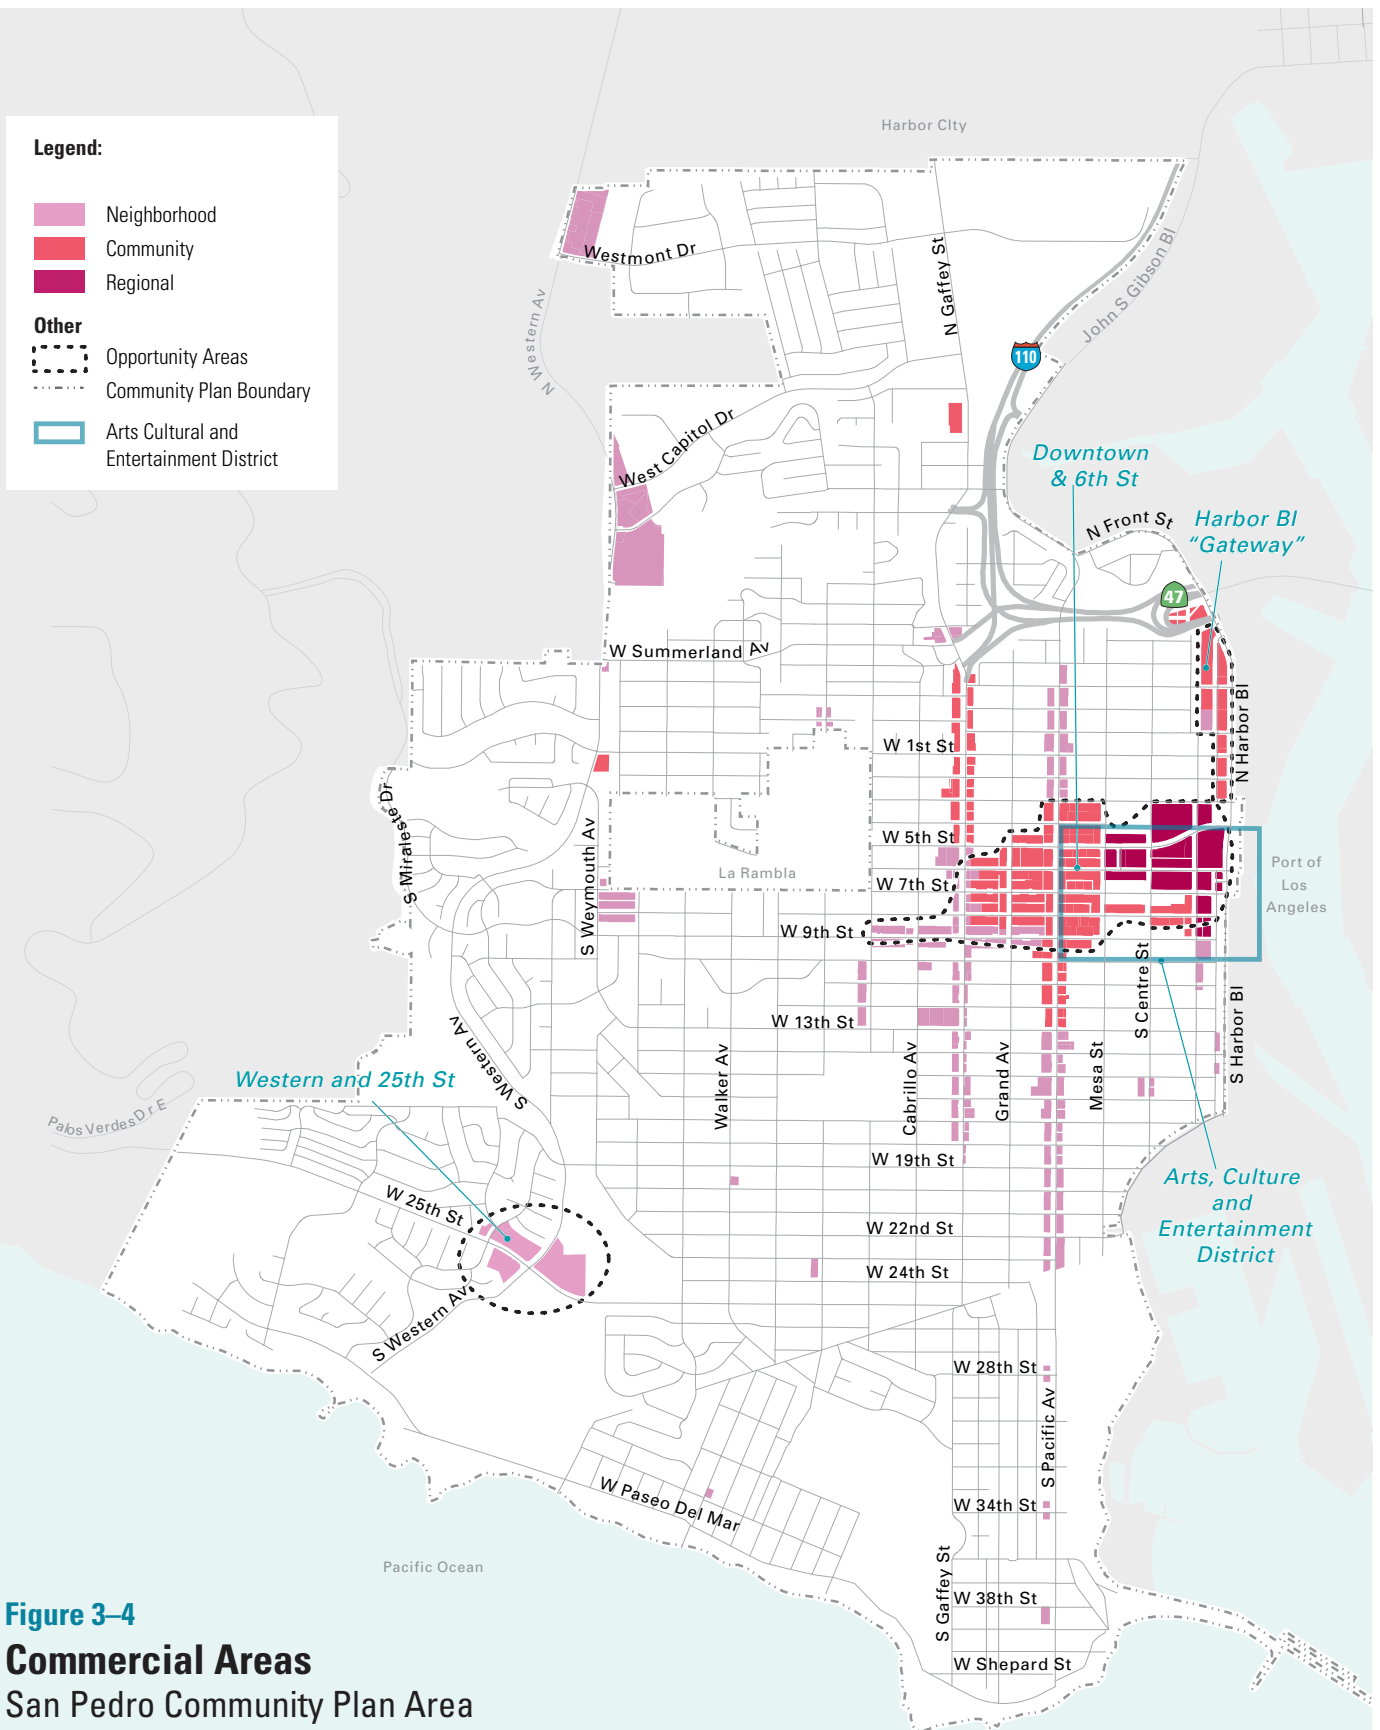 Harbor CIty
Legend:
Neighborhood
Community
Regional
Other
Opportunity Areas
Community Plan Boundary
Arts Cultural and
Entertainment District
Westmont Dr
N Gaffey St
John S Gibson Bl
N Western Av
110
West Capitol Dr
Downtown
& 6th St
N Front St
Harbor Bl
"Gateway"
47
W Summerland Av
N Harbor Bl
W 1st St
S Miraleste Dr
S Weymouth Av
W 5th St
La Rambla
W 7th St
Port of
Los
Angeles
W 9th St
S Centre St
S Harbor Bl
W 13th St
S Western Av
Walker Av
Cabrillo Av
Grand Av
Mesa St
Western and 25th St
Palos Verdes Dr E
W 19th St
Arts, Culture
and
Entertainment
District
W 25th St
W 22nd St
W 24th St
S Western Av
W 28th St
S Pacific Av
W Paseo Del Mar
W 34th St
Pacific Ocean
S Gaffey St
W 38th St
W Shepard St
Figure 3–4
Commercial Areas
San Pedro Community Plan Area